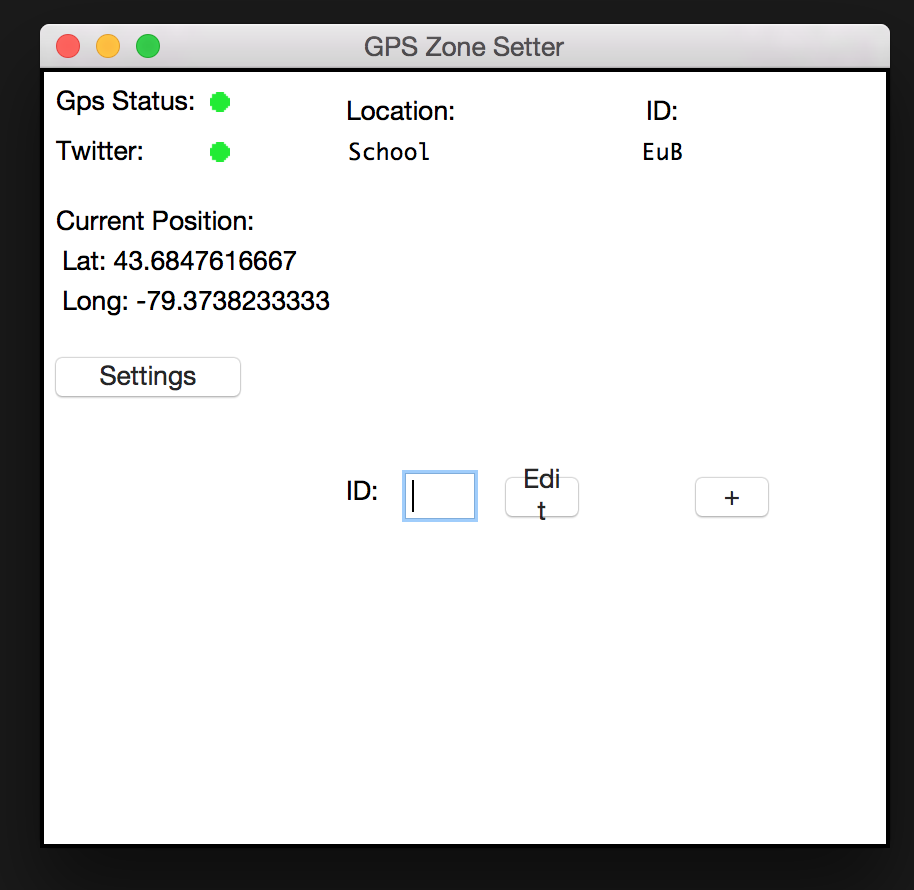 GPS Zone Setter
Gps Status:
Location:
ID:
Twitter:
School
EuB
Current Position:
Lat: 43.6847616667
Long: -79.3738233333
Settings
ID:
Edi
t
+